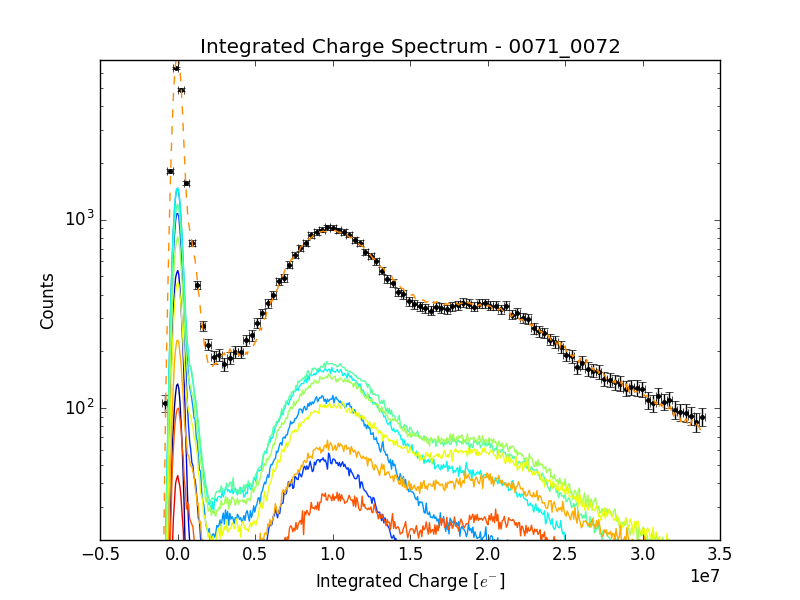 Integrated Charge Spectrum - 0071_0072
10³
10²
Counts
−0.5 0.0 0.5 1.0 1.5 2.0 2.5 3.0 3.5
1e7
Integrated Charge [e⁻]